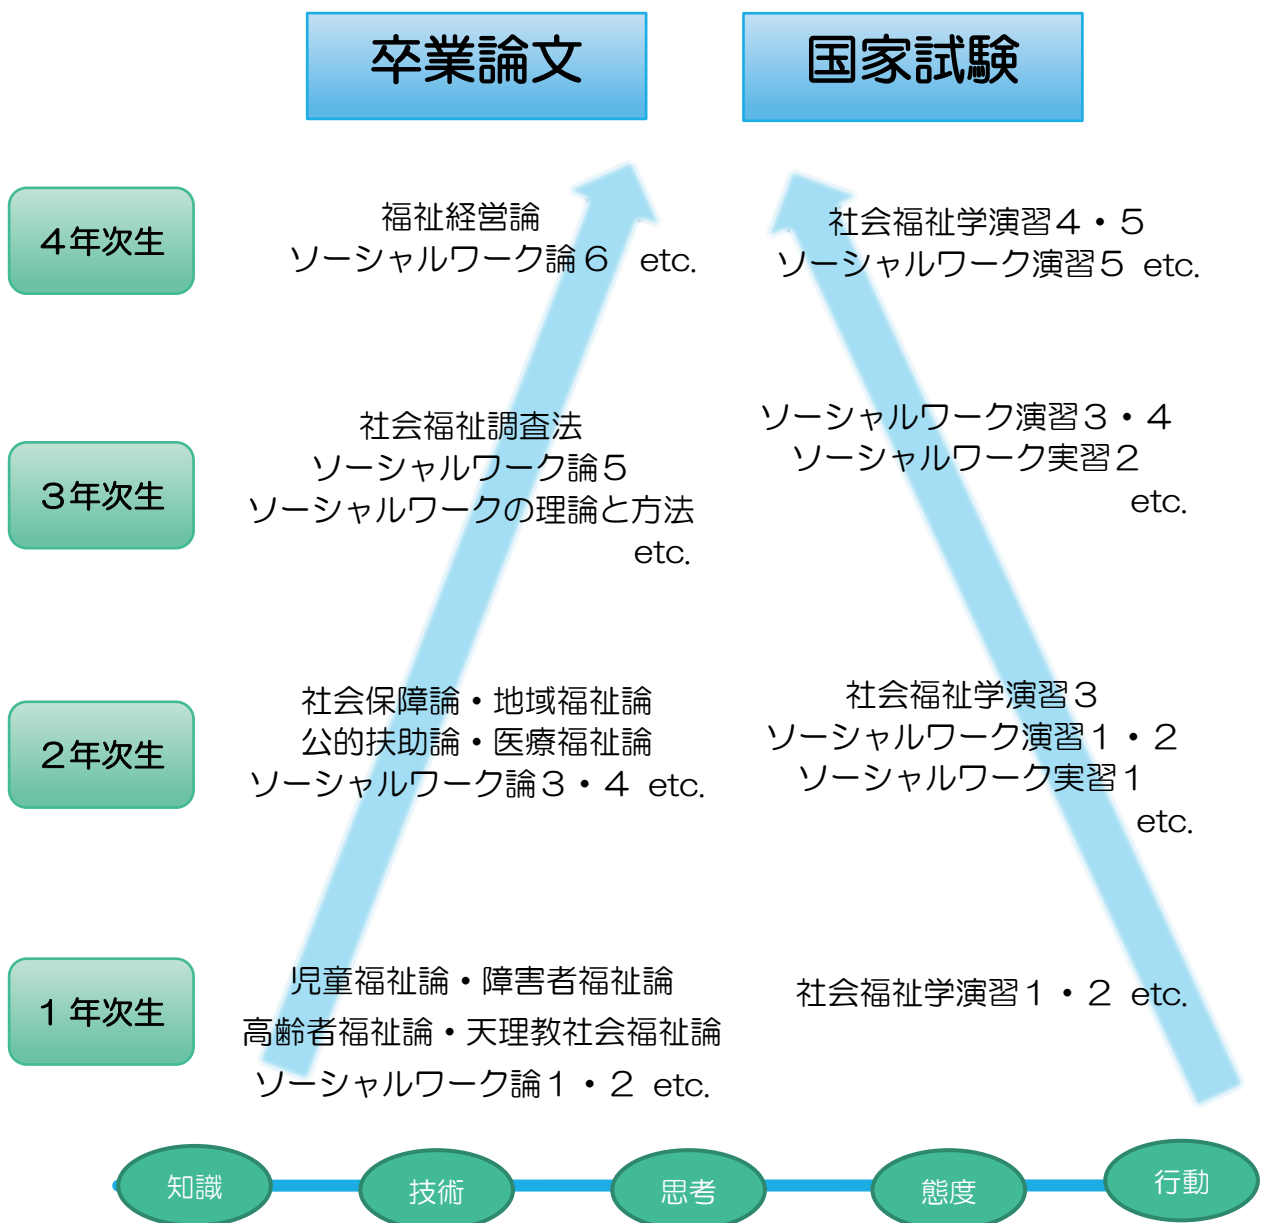 卒業論文
国家試験
4年次生
福祉経営論
ソーシャルワーク論6 etc.
社会福祉学演習4・5
ソーシャルワーク演習5 etc.
3年次生
社会福祉調査法
ソーシャルワーク論5
ソーシャルワークの理論と方法
etc.
ソーシャルワーク演習3・4
ソーシャルワーク実習2
etc.
2年次生
社会保障論・地域福祉論
公的扶助論・医療福祉論
ソーシャルワーク論3・4 etc.
社会福祉学演習3
ソーシャルワーク演習1・2
ソーシャルワーク実習1
etc.
1年次生
児童福祉論・障害者福祉論
高齢者福祉論・天理教社会福祉論
ソーシャルワーク論1・2 etc.
社会福祉学演習1・2 etc.
知識
技術
思考
態度
行動